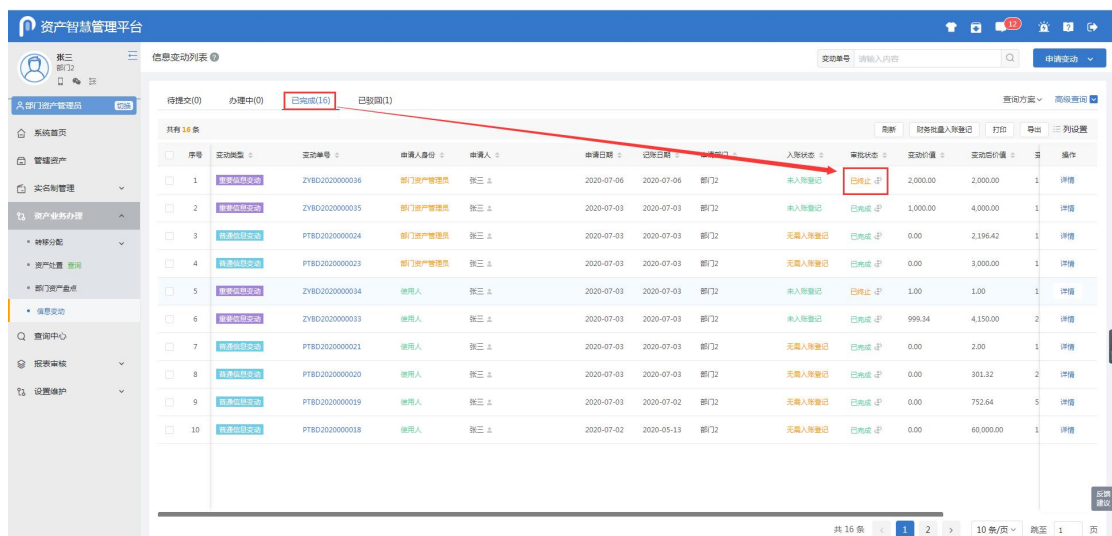 资产智慧管理平台
12
张三
部门2
部门资产管理员 切换
系统首页
管辖资产
实名制管理
资产业务办理
转移分配
资产处置 查询
部门资产盘点
信息变动
查询中心
报表审核
设置维护
信息变动列表
变动单号 请输入内容
申请变动
待提交(0) 办理中(0) 已完成(16) 已驳回(1)
查询方案 高级查询
共有 16 条
刷新 财务批量入账登记 打印 导出 列设置
序号 变动类型 变动单号 申请人身份 申请人 申请日期 记账日期 申请部门 入账状态 审批状态 变动价值 变动后价值 操作
1 重要信息变动 ZYBD2020000036 部门资产管理员 张三 2020-07-06 2020-07-06 部门2 未入账登记 已终止 2,000.00 2,000.00 1 详情
2 重要信息变动 ZYBD2020000035 部门资产管理员 张三 2020-07-03 2020-07-03 部门2 未入账登记 已完成 1,000.00 4,000.00 1 详情
3 普通信息变动 PTBD2020000024 部门资产管理员 张三 2020-07-03 2020-07-03 部门2 无需入账登记 已完成 0.00 2,196.42 1 详情
4 普通信息变动 PTBD2020000023 部门资产管理员 张三 2020-07-03 2020-07-03 部门2 无需入账登记 已完成 0.00 3,000.00 1 详情
5 重要信息变动 ZYBD2020000034 使用人 张三 2020-07-03 2020-07-03 部门2 未入账登记 已终止 1.00 1.00 1 详情
6 重要信息变动 ZYBD2020000033 使用人 张三 2020-07-03 2020-07-03 部门2 未入账登记 已完成 999.34 4,150.00 2 详情
7 普通信息变动 PTBD2020000021 使用人 张三 2020-07-03 2020-07-03 部门2 无需入账登记 已完成 0.00 2.00 1 详情
8 普通信息变动 PTBD2020000020 使用人 张三 2020-07-03 2020-07-03 部门2 无需入账登记 已完成 0.00 301.32 2 详情
9 普通信息变动 PTBD2020000019 使用人 张三 2020-07-03 2020-07-02 部门2 无需入账登记 已完成 0.00 752.64 5 详情
10 普通信息变动 PTBD2020000018 使用人 张三 2020-07-02 2020-05-13 部门2 无需入账登记 已完成 0.00 60,000.00 1 详情
反馈
建议
共 16 条 < 1 2 > 10 条/页 跳至 1 页